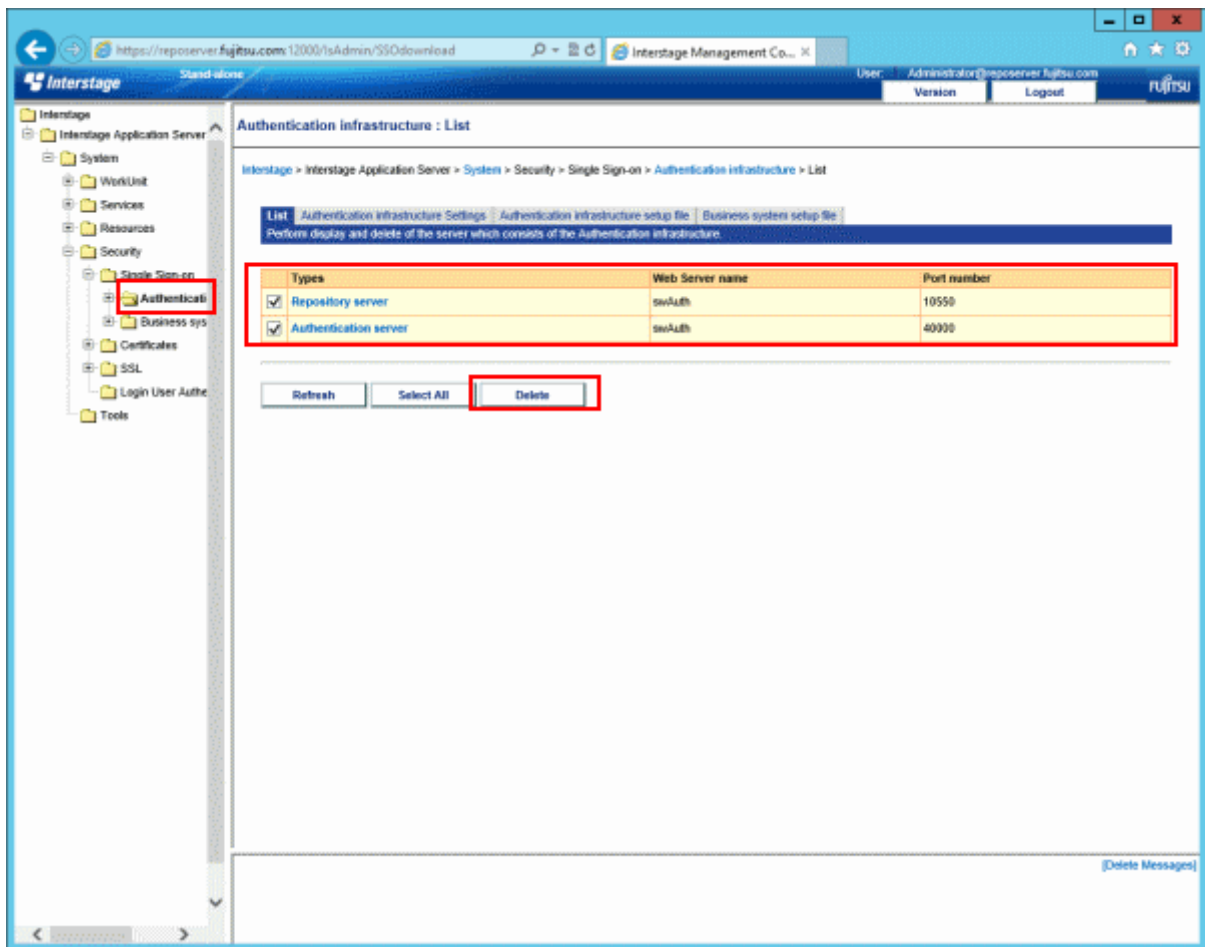 https://reposerver.fujitsu.com:12000/IsAdmin/SSOdownload
Interstage Management Co...
Interstage
Stand-alone
User: Administrator@reposerver.fujitsu.com
Version Logout
FUJITSU
Interstage
Interstage Application Server
System
WorkUnit
Services
Resources
Security
Single Sign-on
Authenticati
Business sys
Certificates
SSL
Login User Authe
Tools
Authentication infrastructure : List
Interstage > Interstage Application Server > System > Security > Single Sign-on > Authentication infrastructure > List
List Authentication infrastructure Settings Authentication infrastructure setup file Business system setup file
Perform display and delete of the server which consists of the Authentication infrastructure.
Types Web Server name Port number
Repository server swAuth 10550
Authentication server swAuth 40000
Refresh Select All Delete
[Delete Messages]